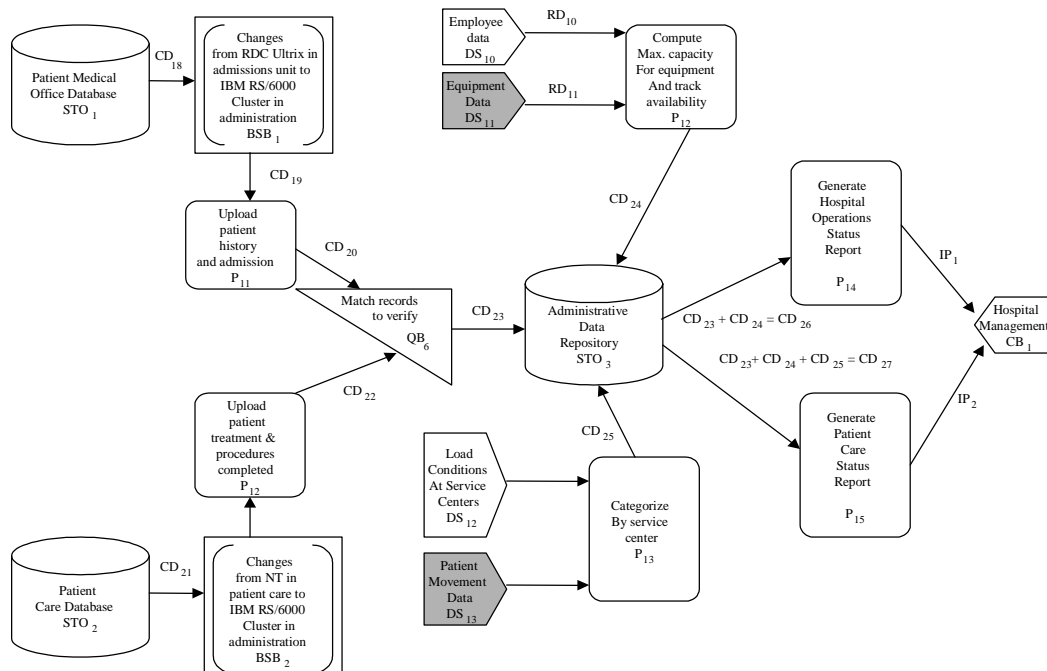 Patient Medical
Office Database
STO 1
CD 18
Changes
from RDC Ultrix in
admissions unit to
IBM RS/6000
Cluster in
administration
BSB 1
CD 19
Upload
patient
history
and admission
P 11
CD 20
Match records
to verify
QB 6
CD 23
CD 22
Upload
patient
treatment &
procedures
completed
P 12
Patient
Care Database
STO 2
CD 21
Changes
from NT in
patient care to
IBM RS/6000
Cluster in
administration
BSB 2
Employee
data
DS 10
RD 10
Equipment
Data
DS 11
RD 11
Compute
Max. capacity
For equipment
And track
availability
P 12
CD 24
Administrative
Data
Repository
STO 3
CD 25
Load
Conditions
At Service
Centers
DS 12
Patient
Movement
Data
DS 13
Categorize
By service
center
P 13
CD 23 + CD 24 = CD 26
CD 23+ CD 24 + CD 25 = CD 27
Generate
Hospital
Operations
Status
Report
P 14
IP 1
Hospital
Management
CB 1
IP 2
Generate
Patient
Care
Status
Report
P 15